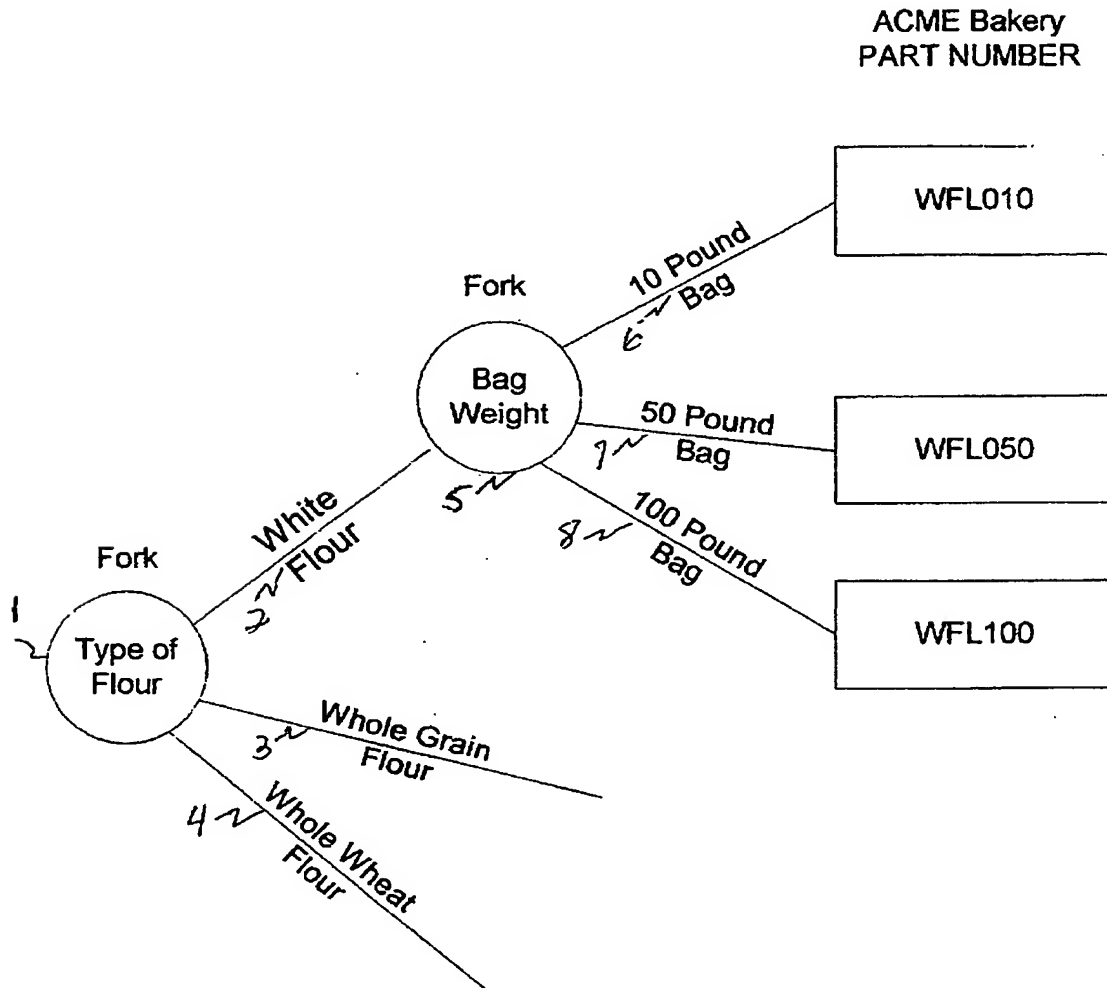 ACME Bakery
PART NUMBER
WFL010
10 Pound
Bag
6
Fork
Bag
Weight
50 Pound
Bag
7
WFL050
5
100 Pound
Bag
8
WFL100
White
Flour
2
Fork
1
Type of
Flour
Whole Grain
Flour
3
Whole Wheat
Flour
4